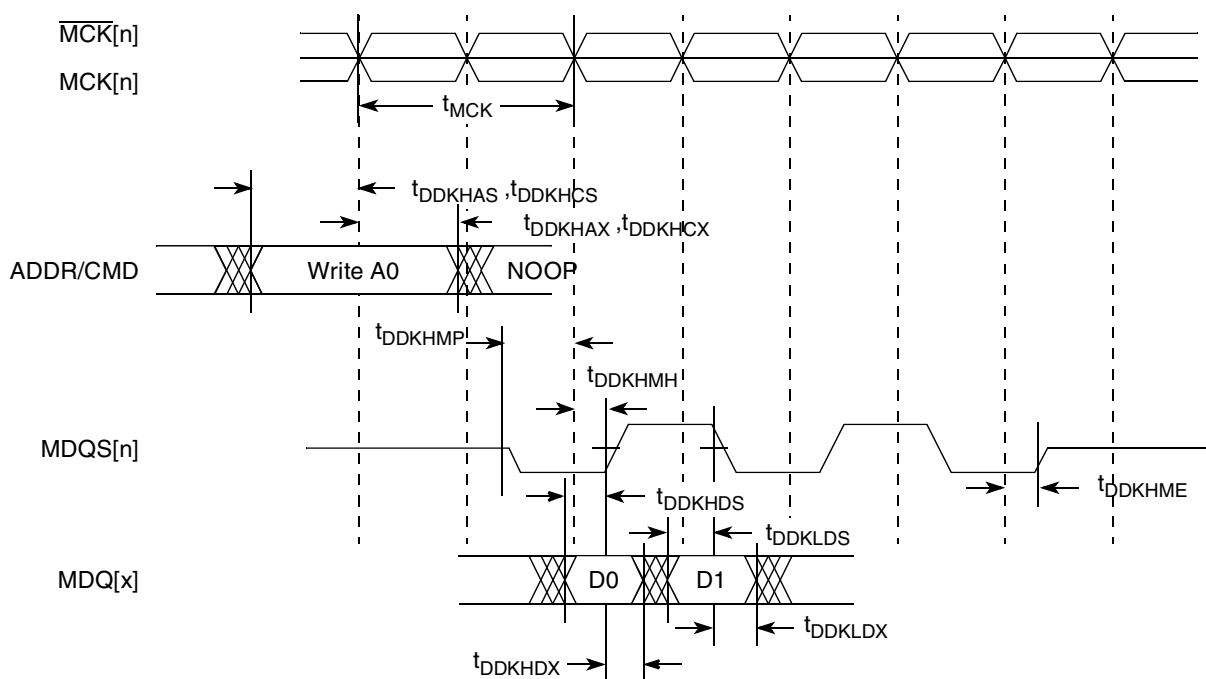 MCK[n]
MCK[n]
tMCK
tDDKHAS ,tDDKHCS
tDDKHAX ,tDDKHCX
ADDR/CMD
Write A0
NOOP
tDDKHMP
tDDKHMH
MDQS[n]
tDDKHME
tDDKHDS
tDDKLDS
MDQ[x]
D0
D1
tDDKLDX
tDDKHDX